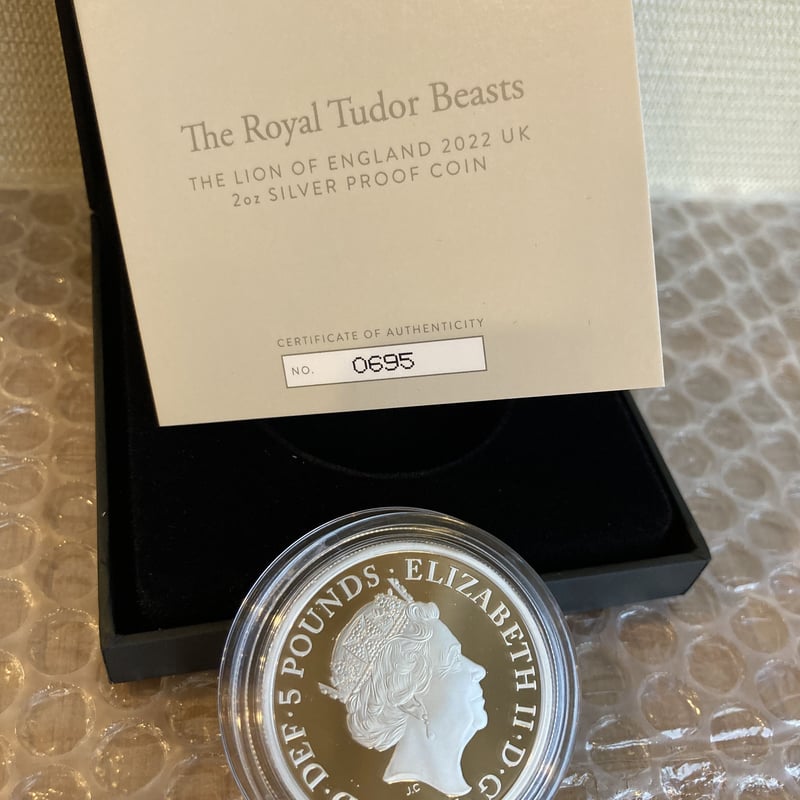 The Royal Tudor Beasts
THE LION OF ENGLAND 2022 UK
2oz SILVER PROOF COIN
CERTIFICATE OF AUTHENTICITY
NO. 0695
DEF · 5 POUNDS · ELIZABETH II · D · G
J.C